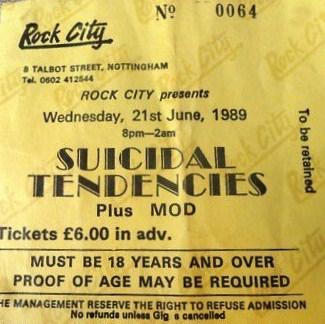 Rock City
Nº 0064
8 TALBOT STREET, NOTTINGHAM
Tel. 0602 412544
ROCK CITY presents
Wednesday, 21st June, 1989
8pm—2am
SUICIDAL
TENDENCIES
Plus MOD
Tickets £6.00 in adv.
To be retained
MUST BE 18 YEARS AND OVER
PROOF OF AGE MAY BE REQUIRED
HE MANAGEMENT RESERVE THE RIGHT TO REFUSE ADMISSION
No refunds unless Gig is cancelled